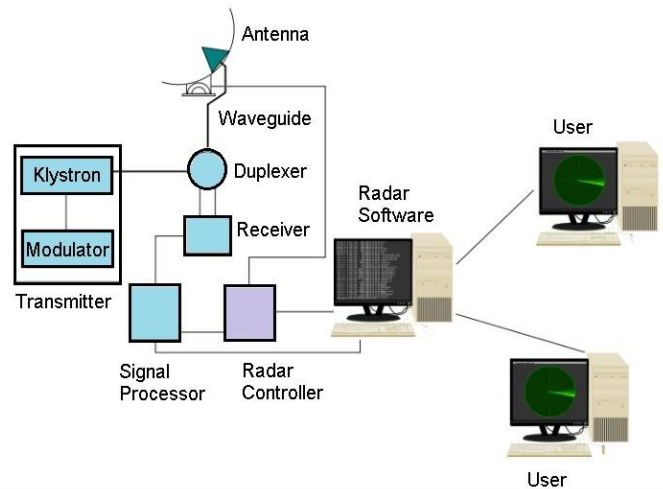 Antenna
Waveguide
User
Klystron
Duplexer
Radar
Software
Receiver
Modulator
Transmitter
Signal
Processor
Radar
Controller
User